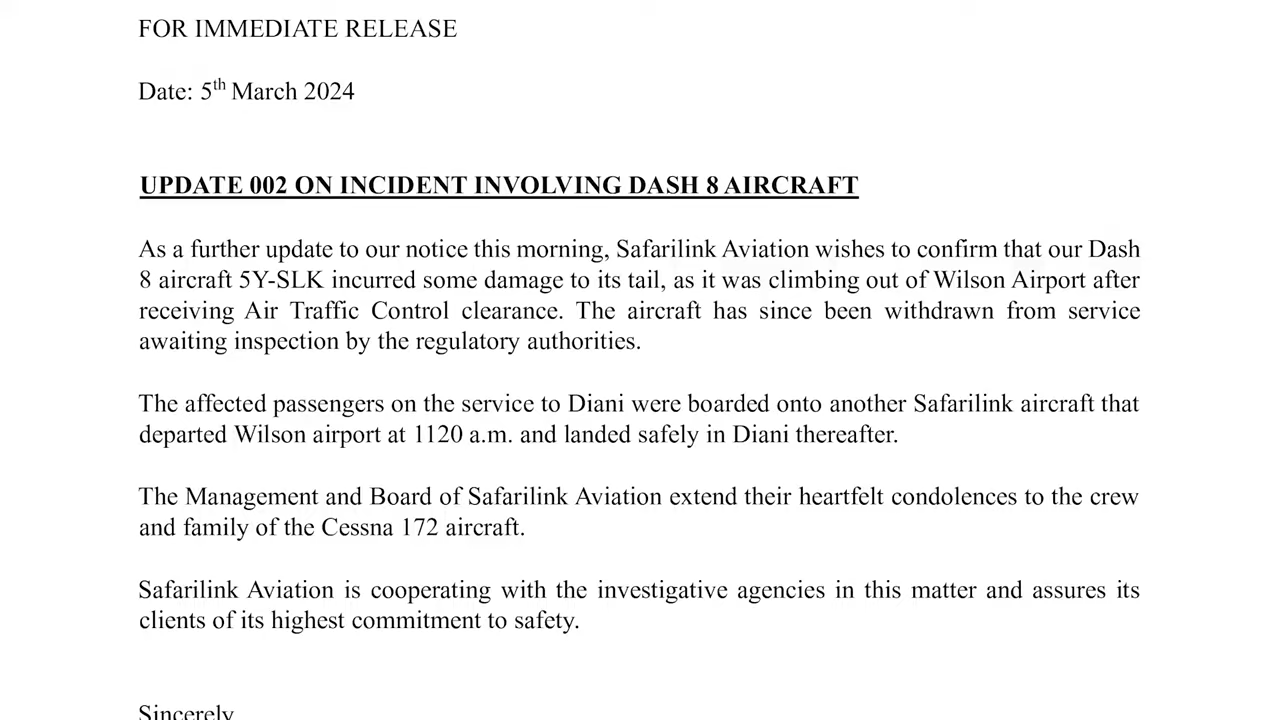 FOR IMMEDIATE RELEASE
Date: 5th March 2024
UPDATE 002 ON INCIDENT INVOLVING DASH 8 AIRCRAFT
As a further update to our notice this morning, Safarilink Aviation wishes to confirm that our Dash
8 aircraft 5Y-SLK incurred some damage to its tail, as it was climbing out of Wilson Airport after
receiving Air Traffic Control clearance. The aircraft has since been withdrawn from service
awaiting inspection by the regulatory authorities.
The affected passengers on the service to Diani were boarded onto another Safarilink aircraft that
departed Wilson airport at 1120 a.m. and landed safely in Diani thereafter.
The Management and Board of Safarilink Aviation extend their heartfelt condolences to the crew
and family of the Cessna 172 aircraft.
Safarilink Aviation is cooperating with the investigative agencies in this matter and assures its
clients of its highest commitment to safety.
Sincerely